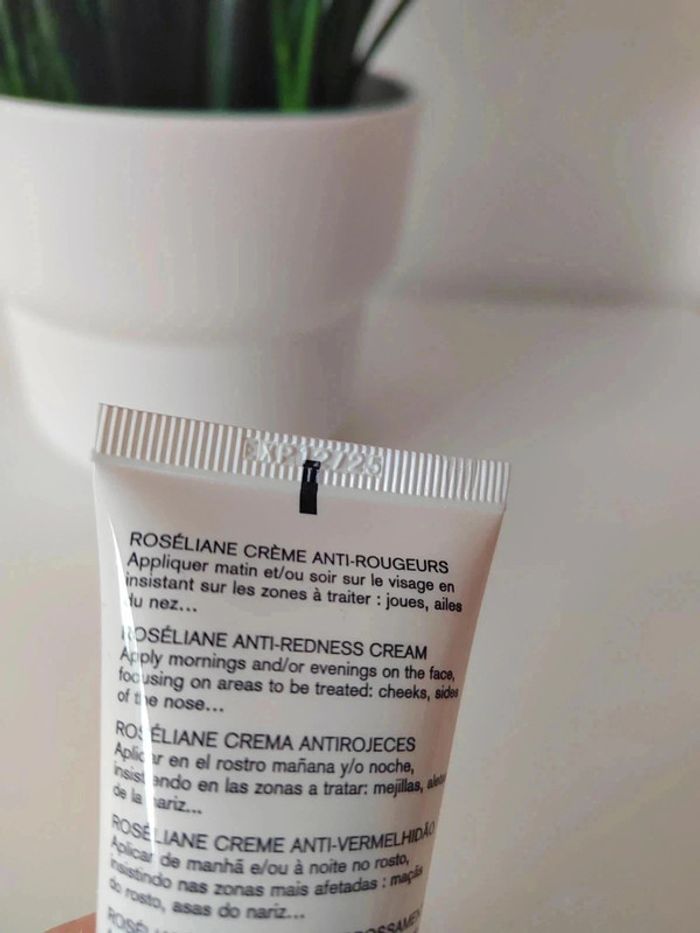 EXP12/25
ROSÉLIANE CRÈME ANTI-ROUGEURS
Appliquer matin et/ou soir sur le visage en
insistant sur les zones à traiter : joues, ailes
du nez...
ROSÉLIANE ANTI-REDNESS CREAM
Apply mornings and/or evenings on the face,
focusing on areas to be treated: cheeks, sides
of the nose...
ROSÉLIANE CREMA ANTIROJECES
Aplicar en el rostro mañana y/o noche,
insistiendo en las zonas a tratar: mejillas,
de la nariz...
ROSÉLIANE CREME ANTI-VERMELHIDÃO
Aplicar de manhã e/ou à noite no rosto,
insistindo nas zonas mais afetadas : maçãs
do rosto, asas do nariz...